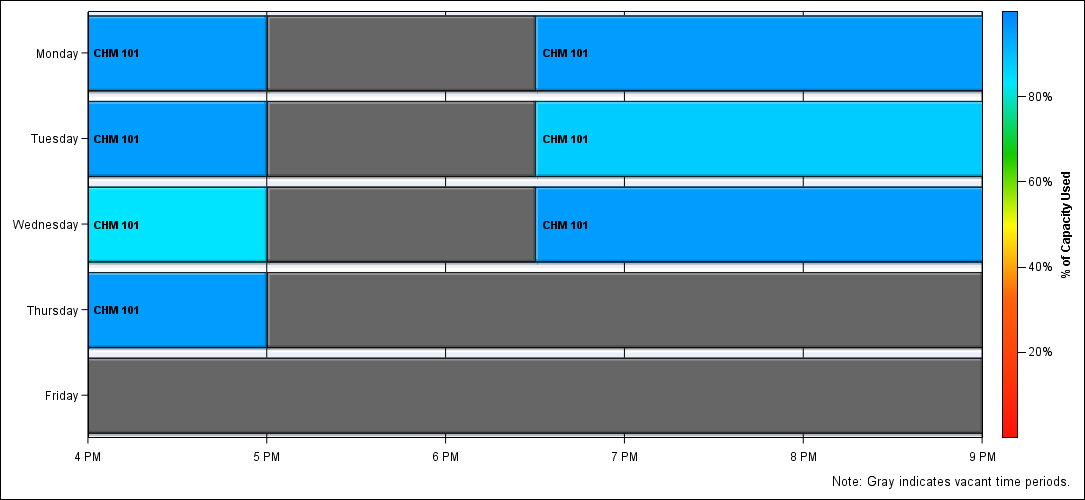 Monday
CHM 101
CHM 101
Tuesday
CHM 101
CHM 101
Wednesday
CHM 101
CHM 101
Thursday
CHM 101
Friday
4 PM
5 PM
6 PM
7 PM
8 PM
9 PM
80%
60%
40%
20%
% of Capacity Used
Note: Gray indicates vacant time periods.